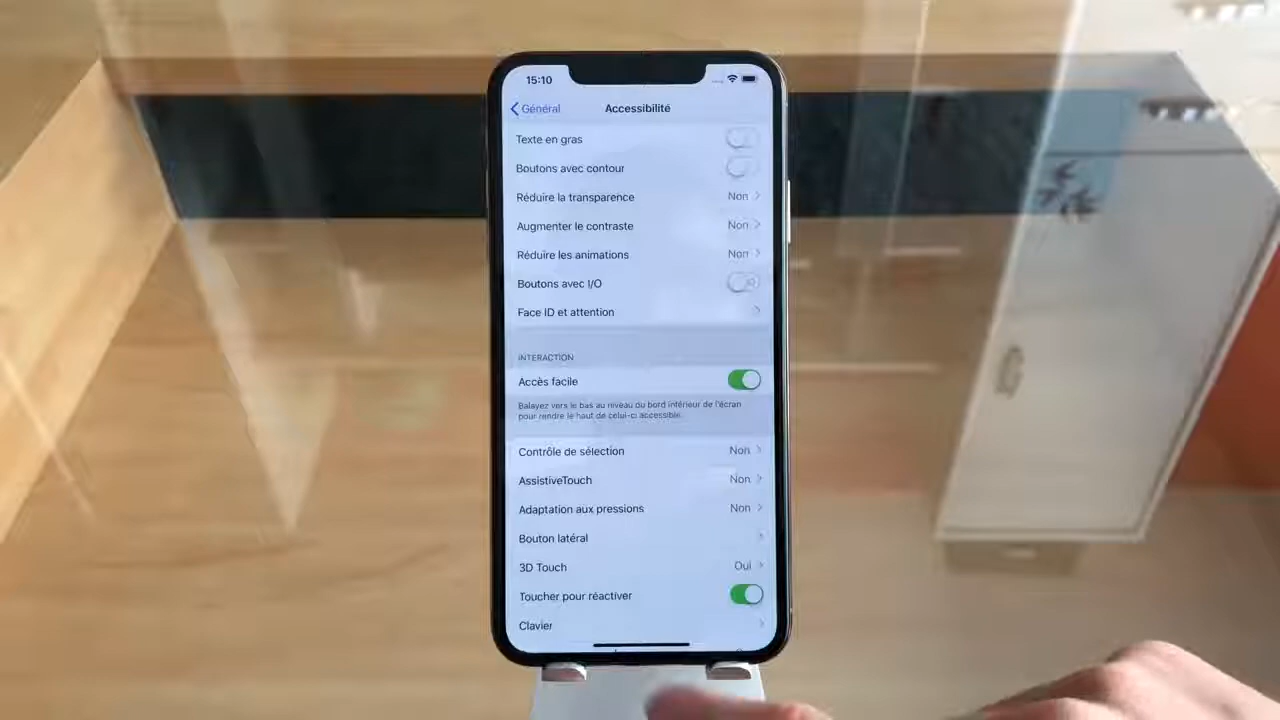 15:10
Général
Accessibilité
Texte en gras
Boutons avec contour
Réduire la transparence Non
Augmenter le contraste Non
Réduire les animations Non
Boutons avec I/O
Face ID et attention
INTERACTION
Accès facile
Balayez vers le bas au niveau du bord inférieur de l'écran
pour rendre le haut de celui-ci accessible.
Contrôle de sélection Non
AssistiveTouch Non
Adaptation aux pressions Non
Bouton latéral
3D Touch Oui
Toucher pour réactiver
Clavier